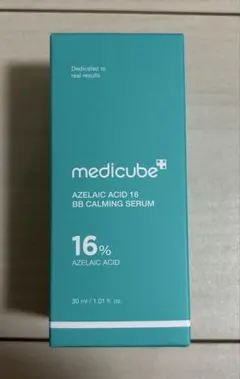 Dedicated to
real results
medicube
AZELAIC ACID 16
BB CALMING SERUM
16%
AZELAIC ACID
30 ml / 1.01 fl. oz.